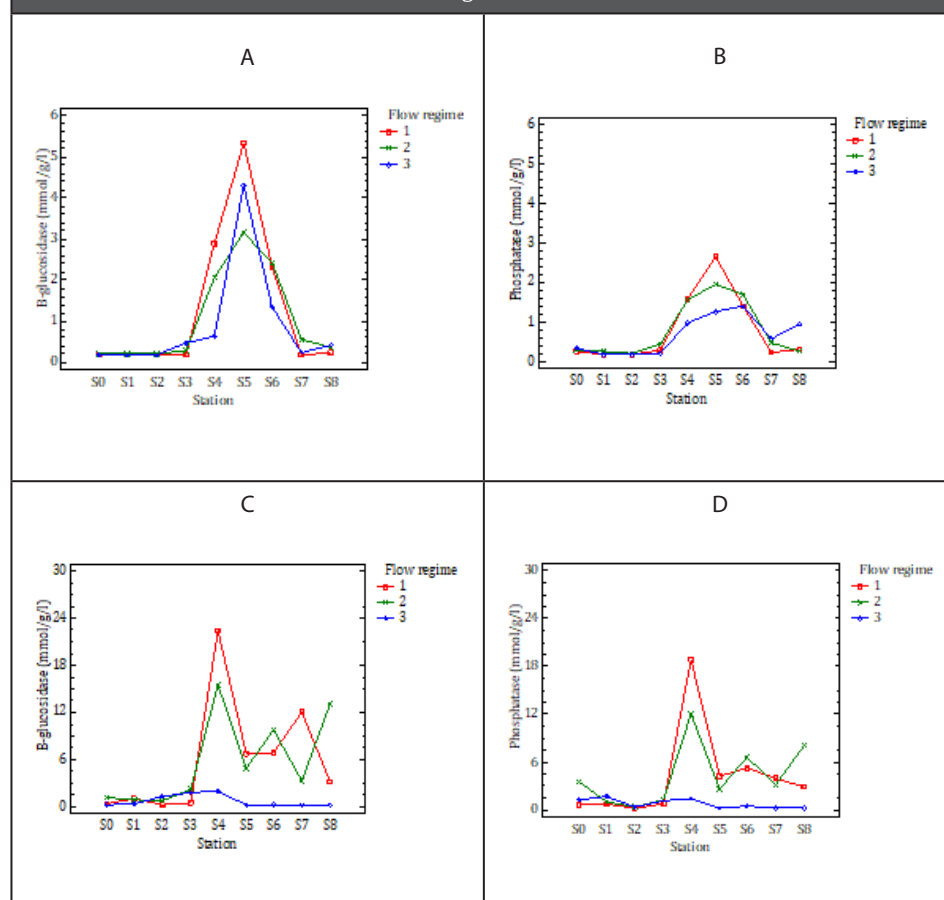 A
B-glucosidase (mmol/g/l)
6
5
4
3
2
1
0
S0 S1 S2 S3 S4 S5 S6 S7 S8
Station
Flow regime
1
2
3
B
Phosphatase (mmol/g/l)
6
5
4
3
2
1
0
S0 S1 S2 S3 S4 S5 S6 S7 S8
Station
Flow regime
1
2
3
C
B-glucosidase (mmol/g/l)
30
24
18
12
6
0
S0 S1 S2 S3 S4 S5 S6 S7 S8
Station
Flow regime
1
2
3
D
Phosphatase (mmol/g/l)
30
24
18
12
6
0
S0 S1 S2 S3 S4 S5 S6 S7 S8
Station
Flow regime
1
2
3